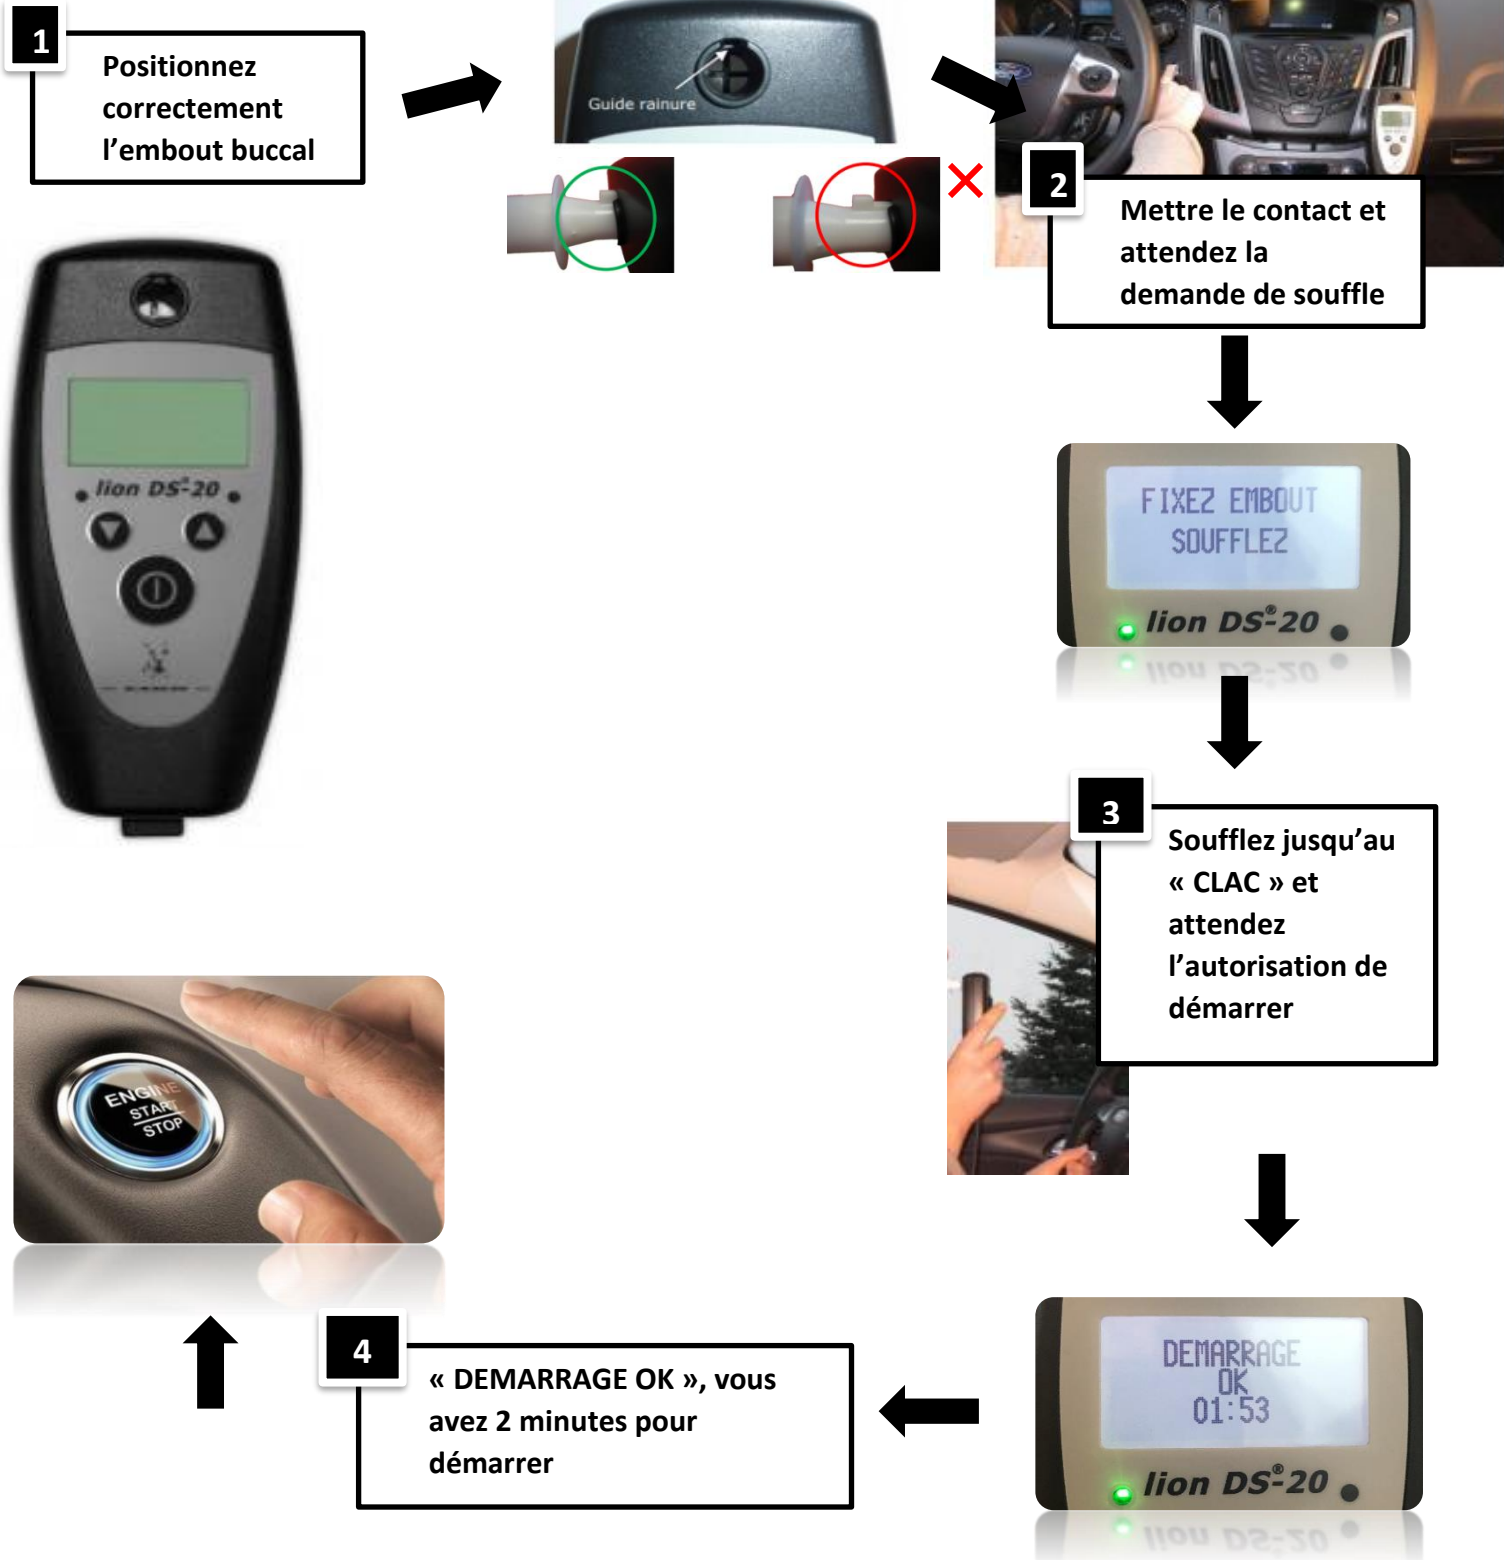 1
Positionnez
correctement
l’embout buccal
Guide rainure
2
Mettre le contact et
attendez la
demande de souffle
lion DS®-20
FIXEZ EMBOUT
SOUFFLEZ
lion DS®-20
3
Soufflez jusqu’au
« CLAC » et
attendez
l’autorisation de
démarrer
ENGINE
START
STOP
4
« DEMARRAGE OK », vous
avez 2 minutes pour
démarrer
DEMARRAGE
OK
01:53
lion DS®-20